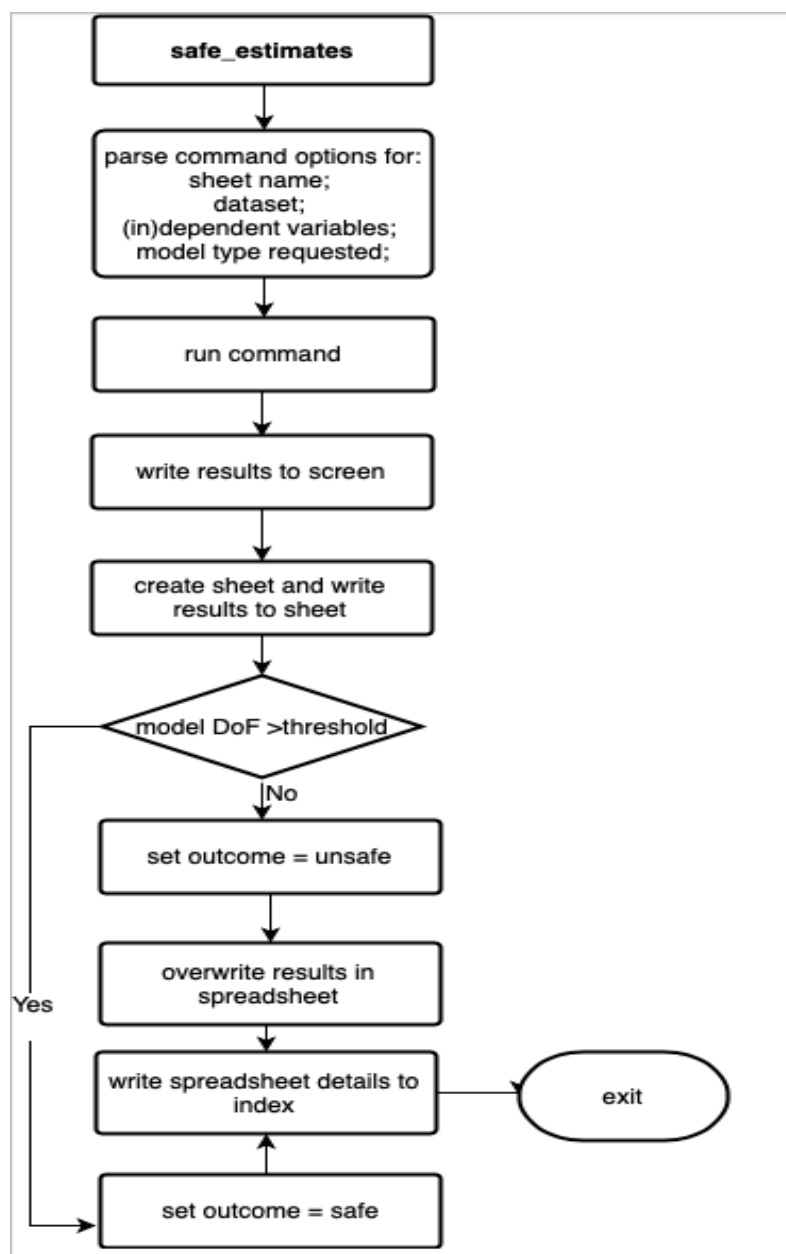 safe_estimates
parse command options for:
sheet name;
dataset;
(in)dependent variables;
model type requested;
run command
write results to screen
create sheet and write
results to sheet
model DoF >threshold
No
set outcome = unsafe
overwrite results in
spreadsheet
Yes
write spreadsheet details to
index
exit
set outcome = safe